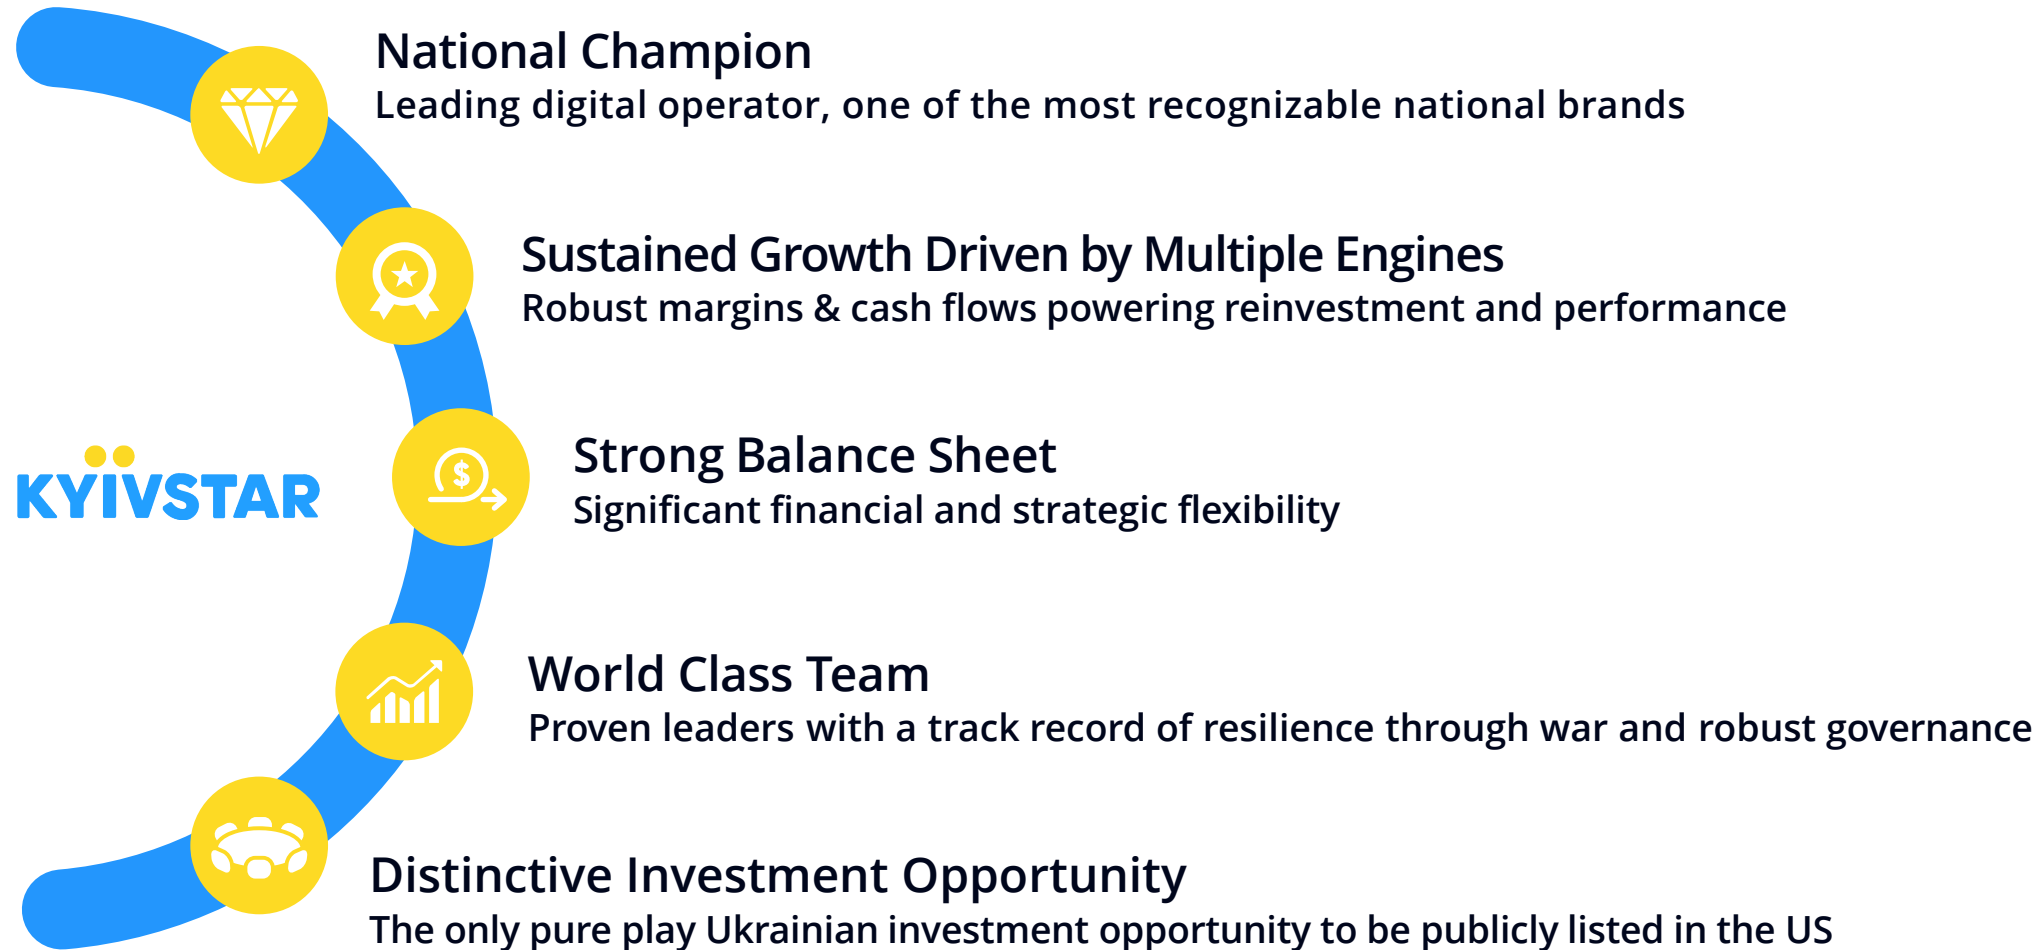 National Champion
Leading digital operator, one of the most recognizable national brands
Sustained Growth Driven by Multiple Engines
Robust margins & cash flows powering reinvestment and performance
KYÏVSTAR
$
Strong Balance Sheet
Significant financial and strategic flexibility
World Class Team
Proven leaders with a track record of resilience through war and robust governance
Distinctive Investment Opportunity
The only pure play Ukrainian investment opportunity to be publicly listed in the US